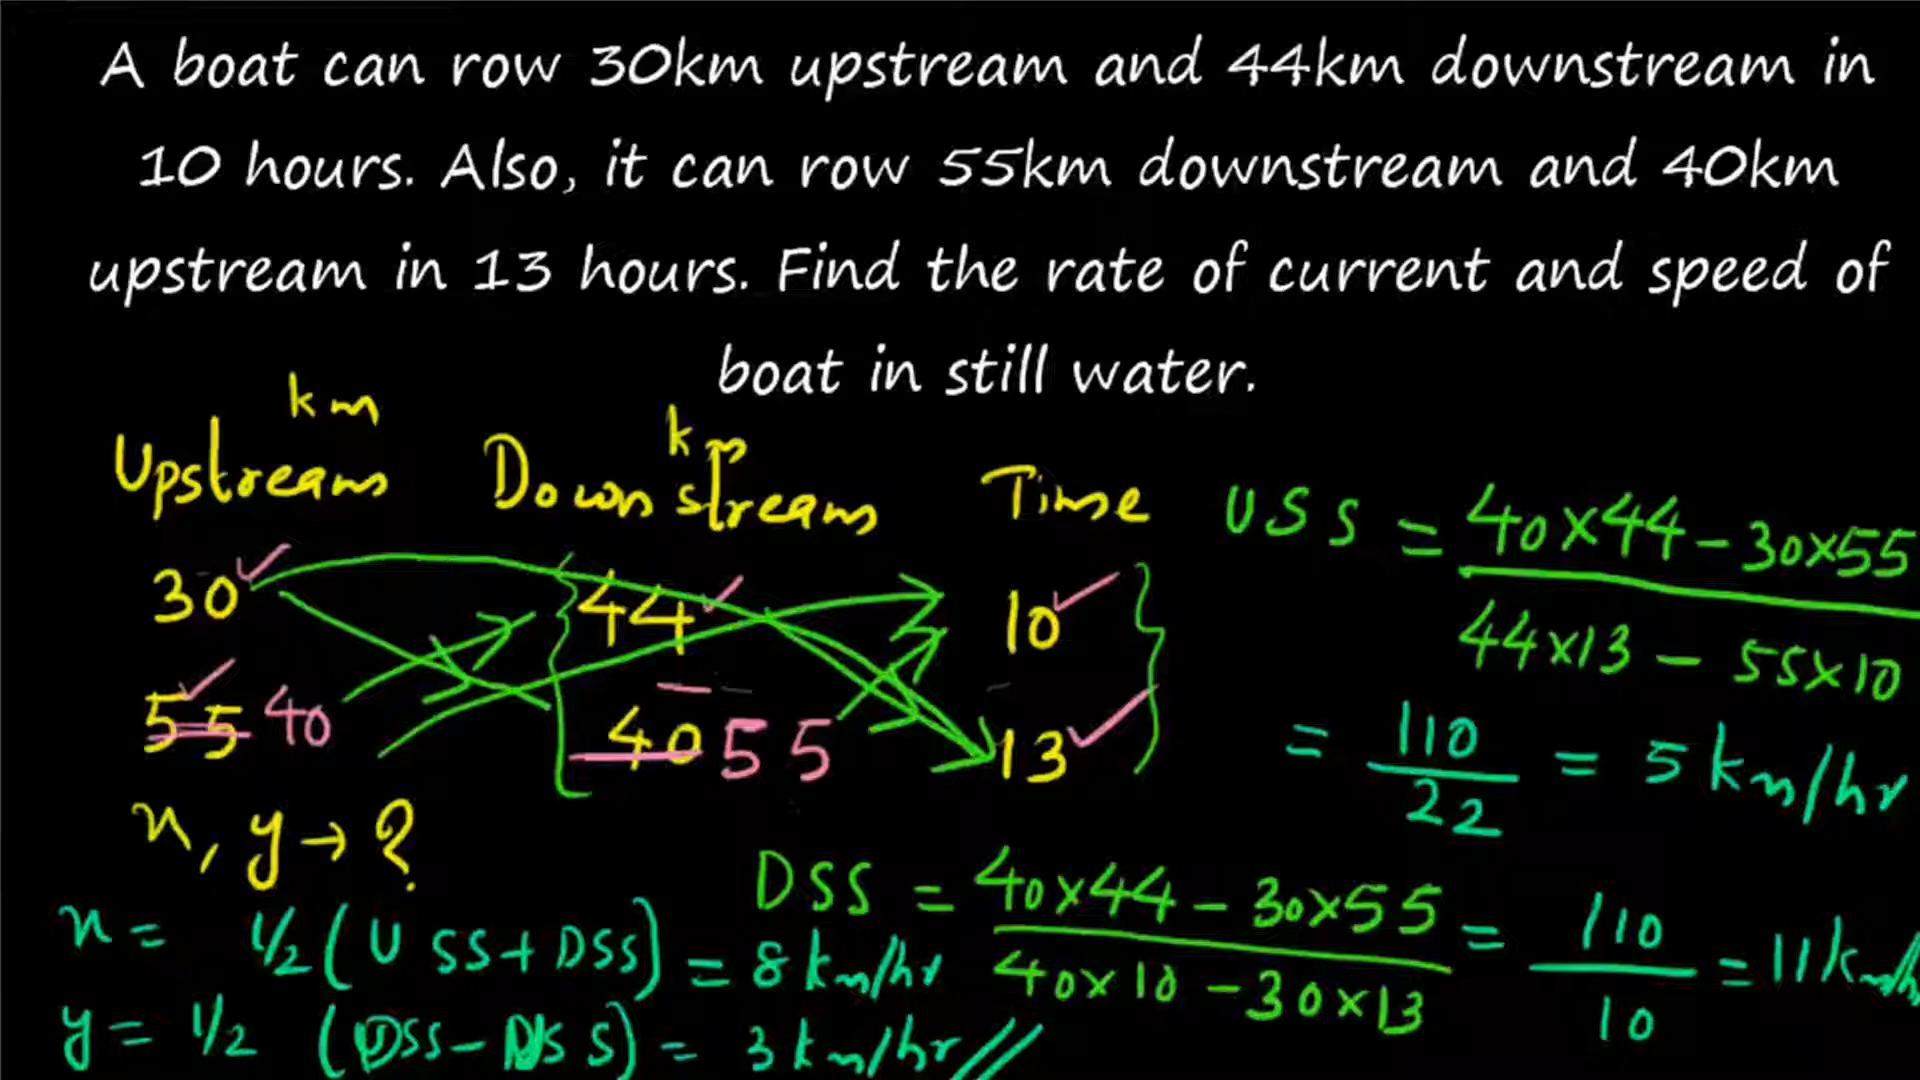 A boat can row 30km upstream and 44km downstream in
10 hours. Also, it can row 55km downstream and 40km
upstream in 13 hours. Find the rate of current and speed of
boat in still water.
km km
Upstream Downstream Time
30 44 10
55 40 40 55 13
x, y → ?
USS = 40×44 – 30×55
44×13 – 55×10
= 110 = 5 km/hr
22
DSS = 40×44 – 30×55 = 110 = 11 km/h
40×10 – 30×13 10
x = 1/2 (USS + DSS) = 8 km/hr
y = 1/2 (DSS – S) = 3 km/hr //